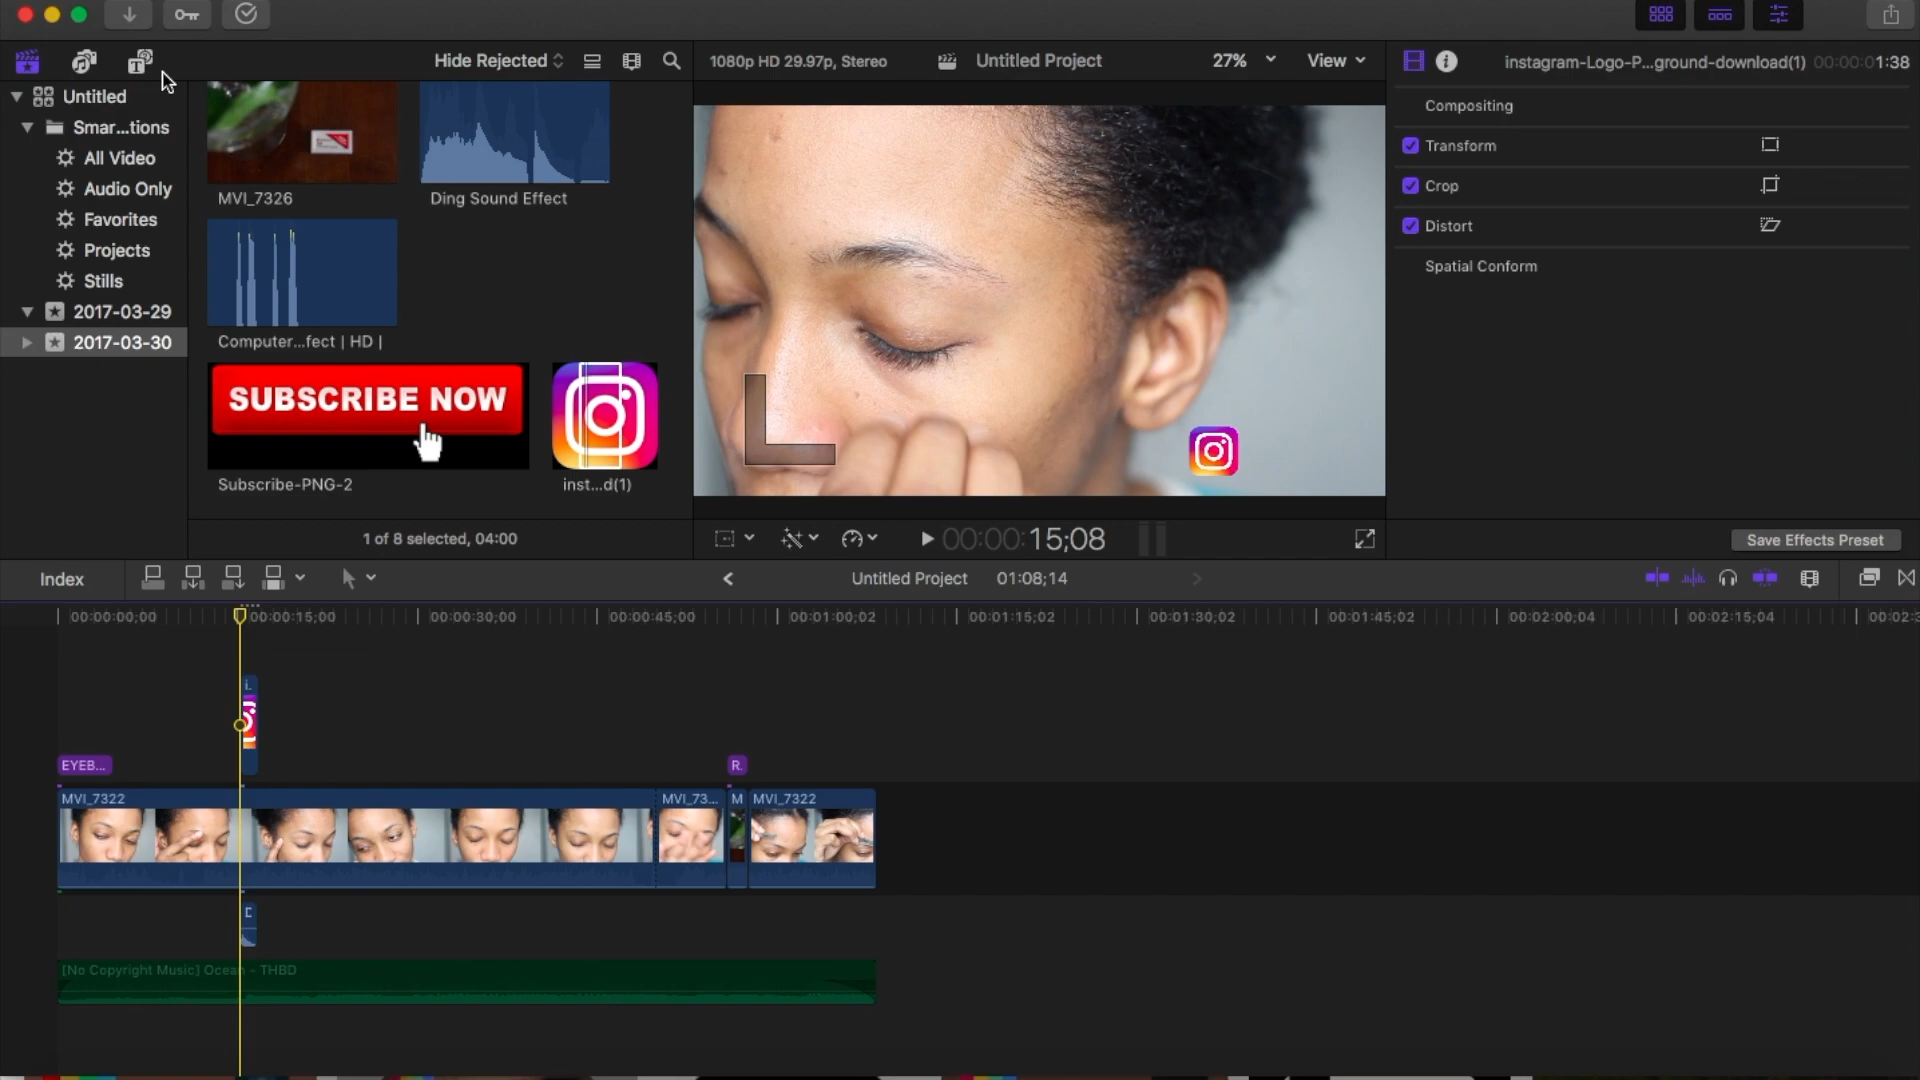 Hide Rejected
1080p HD 29.97p, Stereo
Untitled Project
27%
View
instagram-Logo-P...ground-download(1)
00:00:01:38
Untitled
Smar...tions
All Video
Audio Only
Favorites
Projects
Stills
2017-03-29
2017-03-30
MVI_7326
Ding Sound Effect
Computer...fect | HD |
SUBSCRIBE NOW
Subscribe-PNG-2
inst...d(1)
1 of 8 selected, 04:00
00:00:15;08
Compositing
Transform
Crop
Distort
Spatial Conform
Save Effects Preset
Index
Untitled Project
01:08;14
00:00:00;00
00:00:15;00
00:00:30;00
00:00:45;00
00:01:00;02
00:01:15;02
00:01:30;02
00:01:45;02
00:02:00;04
00:02:15;04
i.
EYEB...
R.
MVI_7322
MVI_73...
M
MVI_7322
[No Copyright Music] Ocean - THBD